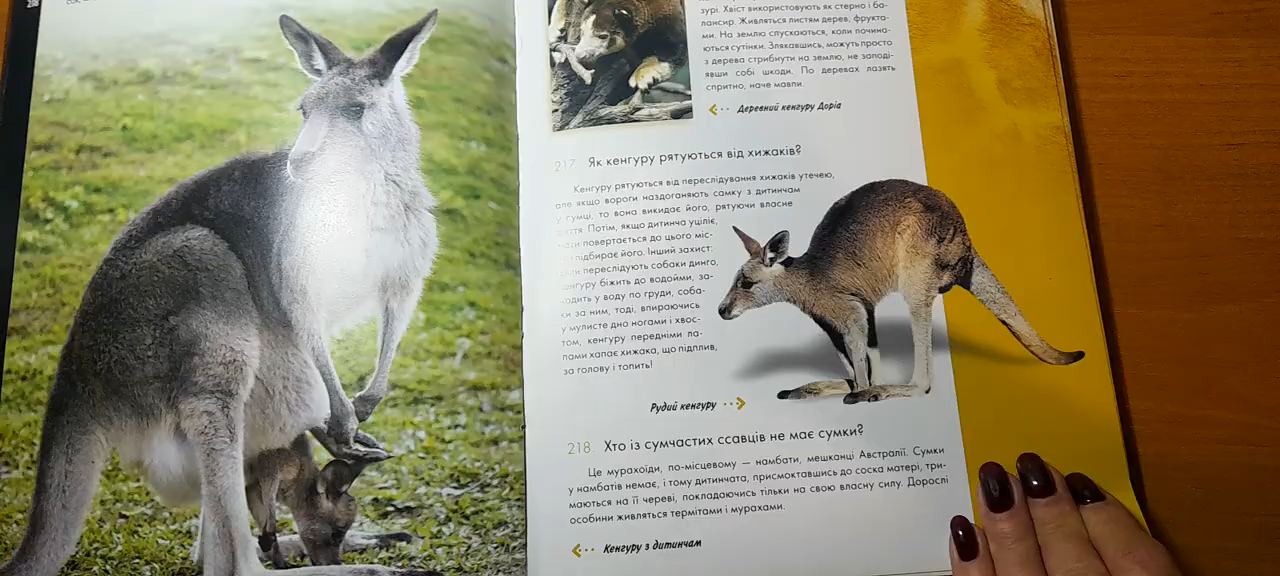 зурі. Хвіст використовують як стерно і ба-
лансир. Живляться листям дерев, фрукта-
ми. На землю спускаються, коли почина-
ються сутінки. Злякавшись, можуть просто
з дерева стрибнути на землю, не заподі-
явши собі шкоди. По деревах лазять
спритно, наче мавпи.
Деревний кенгуру Доріа
217. Як кенгуру рятуються від хижаків?
Кенгуру рятуються від переслідування хижаків утечею,
але якщо вороги наздоганяють самку з дитинчам
у сумці, то вона викидає його, рятуючи власне
Потім, якщо дитинча уціліє,
повертається до цього міс-
і підбирає його. Інший захист:
переслідують собаки динго,
кенгуру біжить до водойми, за-
ходить у воду по груди, соба-
ки за ним, тоді, впираючись
у мулисте дно ногами і хвос-
том, кенгуру передніми ла-
пами хапає хижака, що підплив,
за голову і топить!
Рудий кенгуру
218. Хто із сумчастих ссавців не має сумки?
Це мурахоїди, по-місцевому — намбати, мешканці Австралії. Сумки
у намбатів немає, і тому дитинчата, присмоктавшись до соска матері, три-
маються на її череві, покладаючись тільки на свою власну силу. Дорослі
особини живляться термітами і мурахами.
Кенгуру з дитинчам